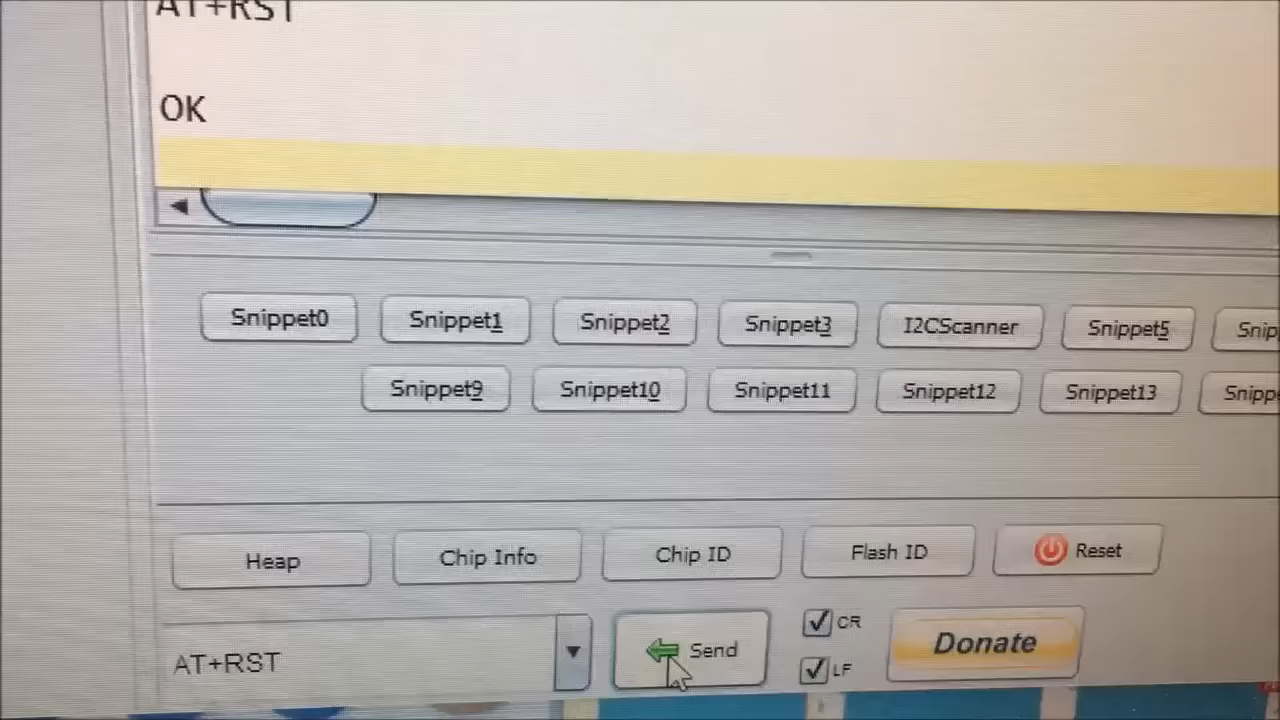 AT+RST
OK
Snippet0 Snippet1 Snippet2 Snippet3 I2CScanner Snippet5
Snippet9 Snippet10 Snippet11 Snippet12 Snippet13
Heap Chip Info Chip ID Flash ID Reset
AT+RST Send CR Donate
LF